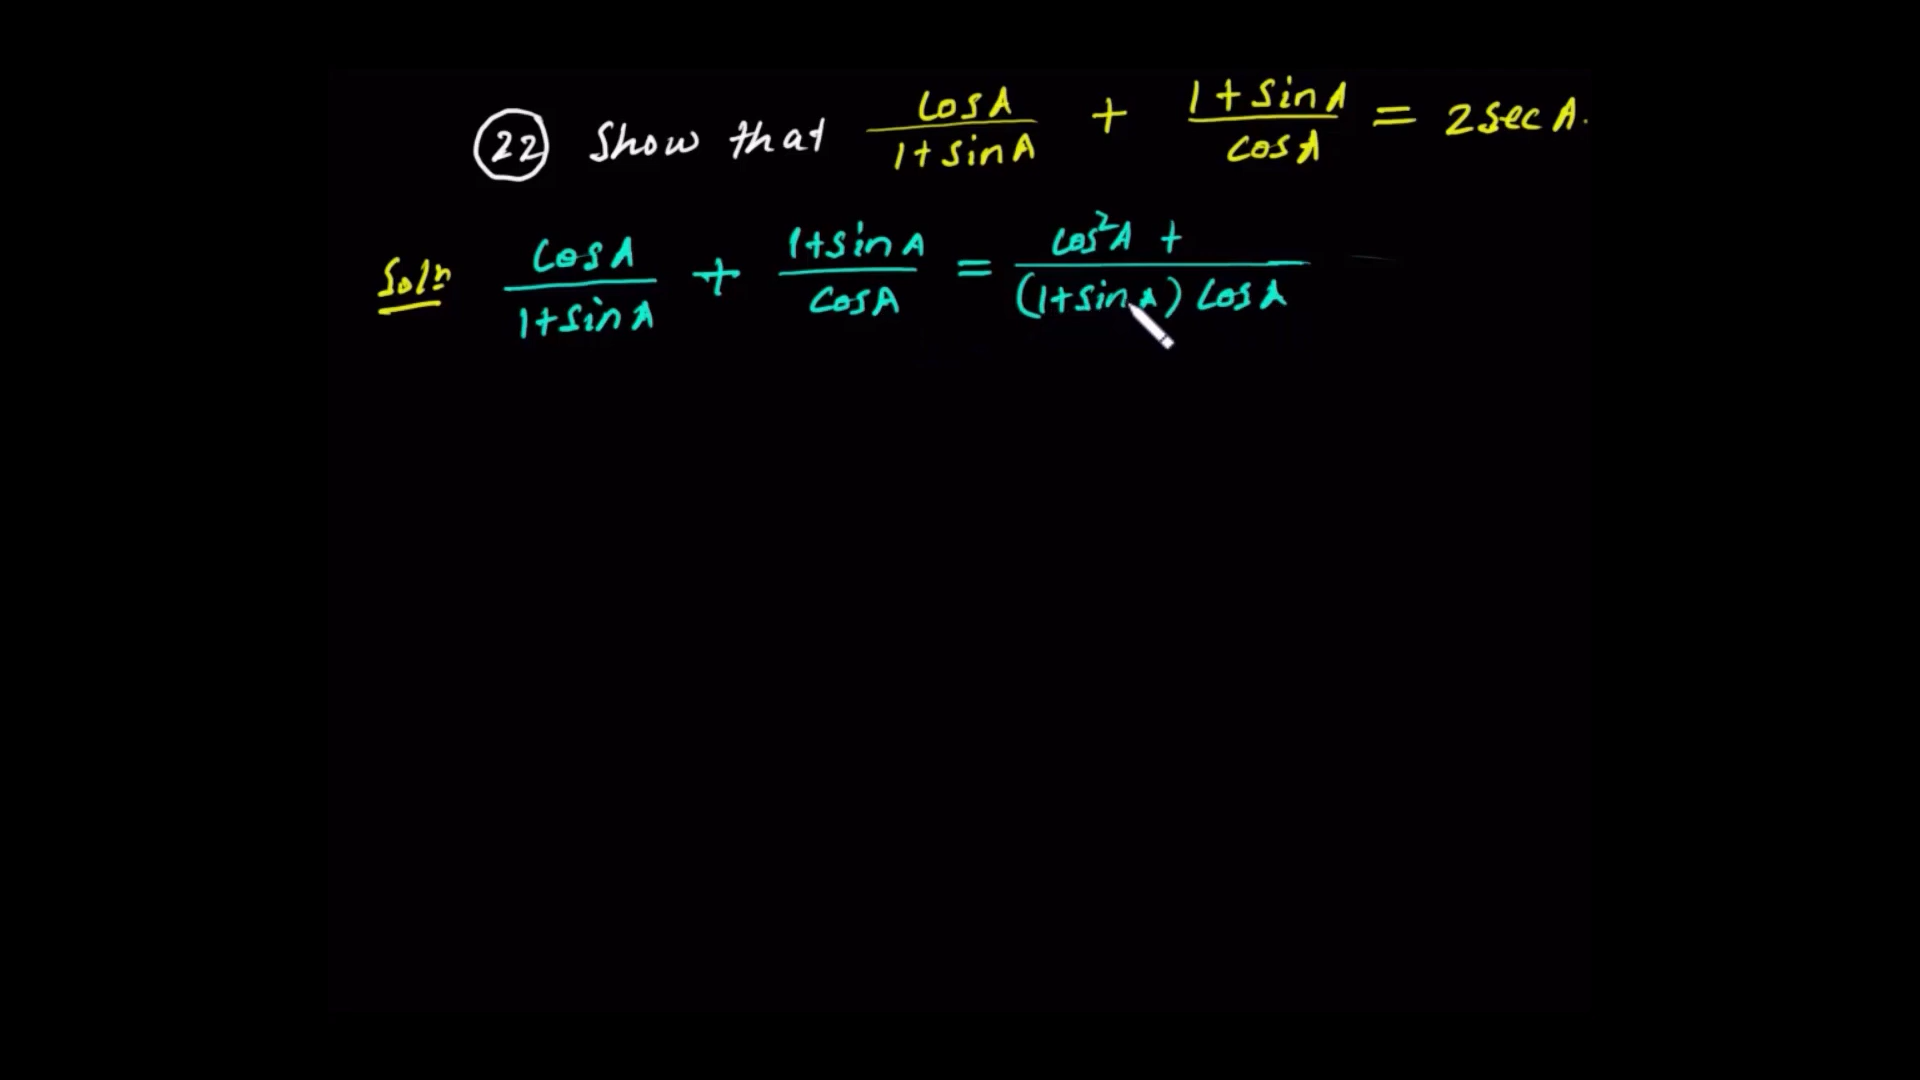 22 Show that cosA/1+sinA + 1+sinA/cosA = 2secA.
Soln cosA/1+sinA + 1+sinA/cosA = cos²A +/(1+sinA) cosA